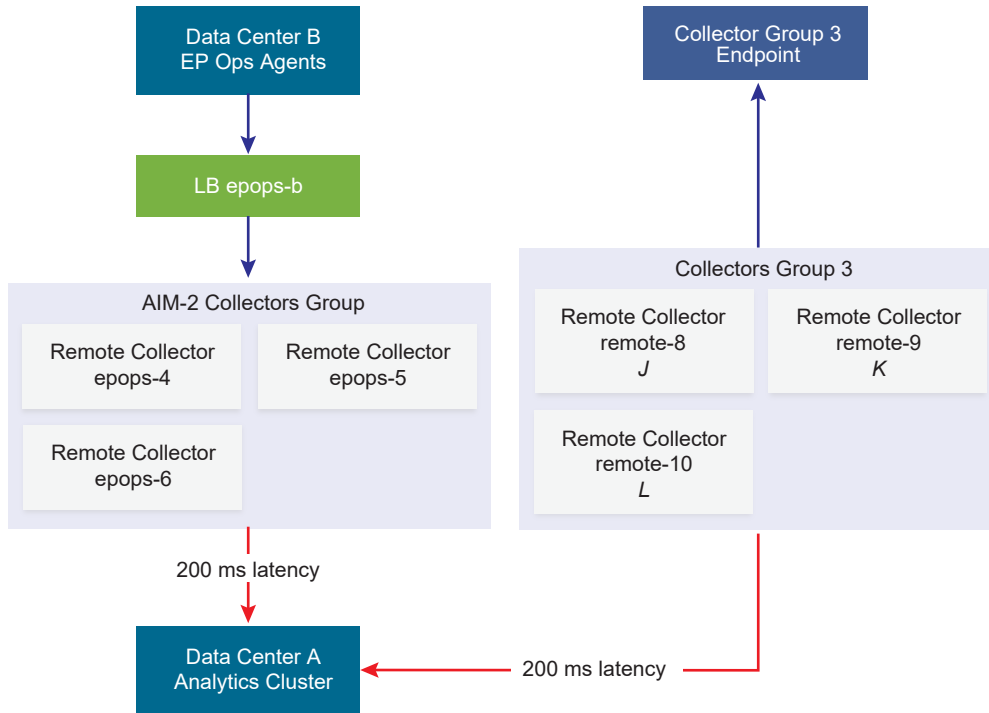 Data Center B
EP Ops Agents
LB epops-b
AIM-2 Collectors Group
Remote Collector
epops-4
Remote Collector
epops-5
Remote Collector
epops-6
200 ms latency
Data Center A
Analytics Cluster
Collector Group 3
Endpoint
Collectors Group 3
Remote Collector
remote-8
J
Remote Collector
remote-9
K
Remote Collector
remote-10
L
200 ms latency